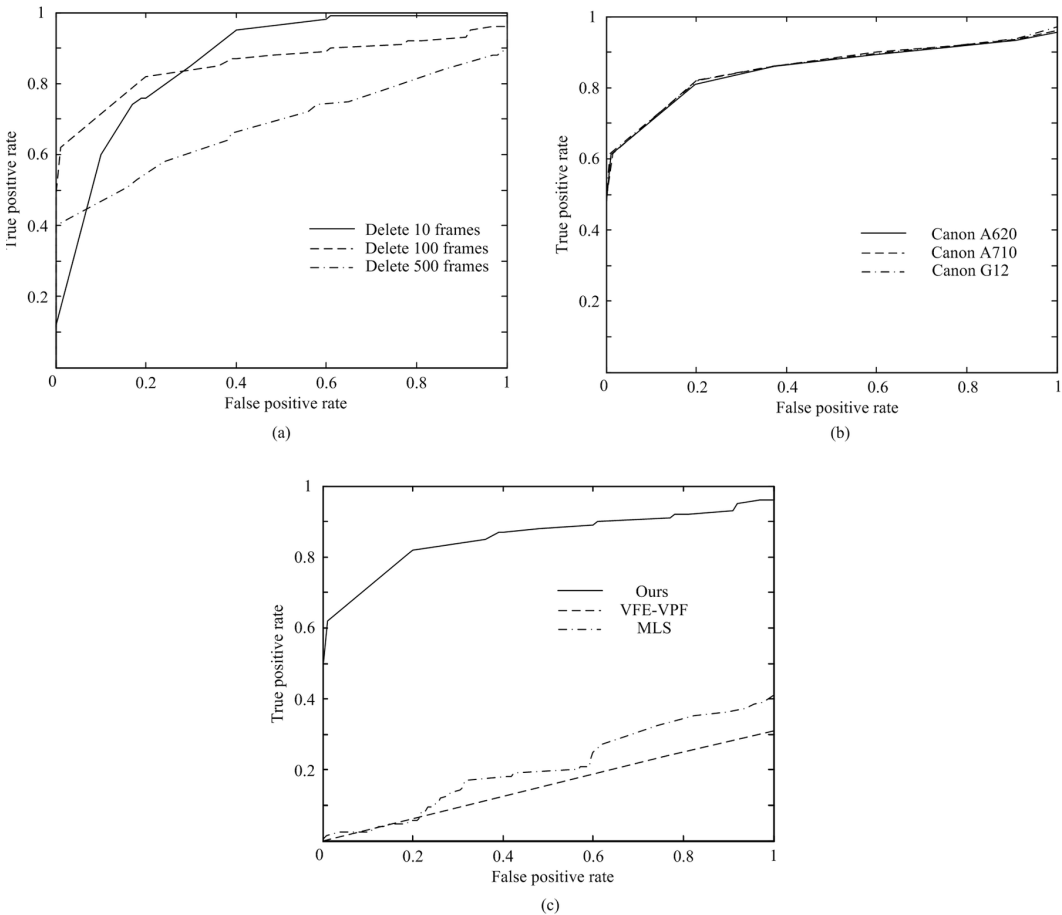 1
0.8
0.6
0.4
0.2
True positive rate
Delete 10 frames
Delete 100 frames
Delete 500 frames
0 0.2 0.4 0.6 0.8 1
False positive rate
(a)
1
0.8
0.6
0.4
0.2
True positive rate
Canon A620
Canon A710
Canon G12
0 0.2 0.4 0.6 0.8 1
False positive rate
(b)
1
0.8
0.6
0.4
0.2
True positive rate
Ours
VFE-VPF
MLS
0 0.2 0.4 0.6 0.8 1
False positive rate
(c)